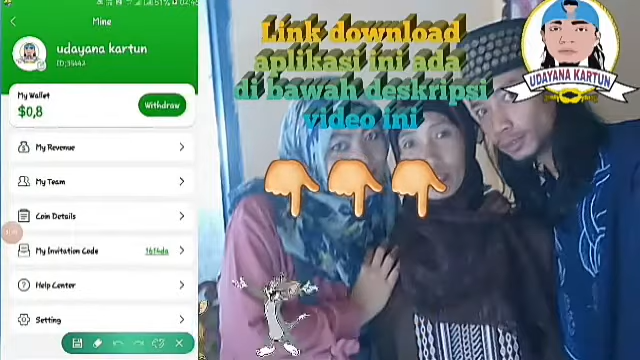 Mine
udayana kartun
My Wallet
$0,8
Withdraw
My Revenue
My Team
Coin Details
My Invitation Code
Help Center
Setting
Link download
aplikasi ini ada
di bawah deskripsi
video ini
UDAYANA KARTUN